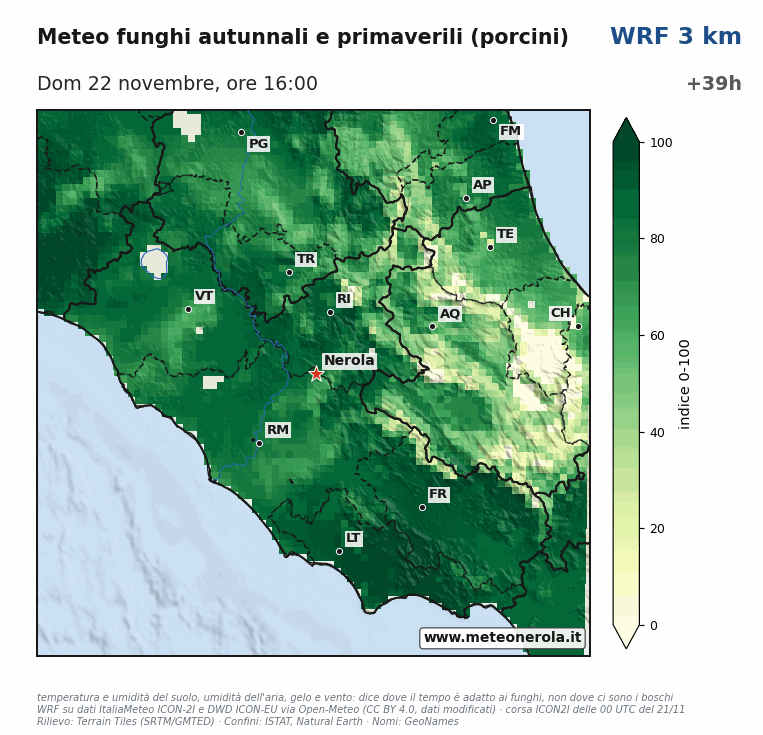 Meteo funghi autunnali e primaverili (porcini)
WRF 3 km
Dom 22 novembre, ore 16:00
+39h
FM
PG
AP
TE
TR
VT
RI
AQ
CH
Nerola
RM
FR
LT
www.meteonerola.it
100
80
60
40
20
0
indice 0-100
temperatura e umidità del suolo, umidità dell'aria, gelo e vento: dice dove il tempo è adatto ai funghi, non dove ci sono i boschi
WRF su dati ItaliaMeteo ICON-2I e DWD ICON-EU via Open-Meteo (CC BY 4.0, dati modificati) · corsa ICON2I delle 00 UTC del 21/11
Rilievo: Terrain Tiles (SRTM/GMTED) · Confini: ISTAT, Natural Earth · Nomi: GeoNames